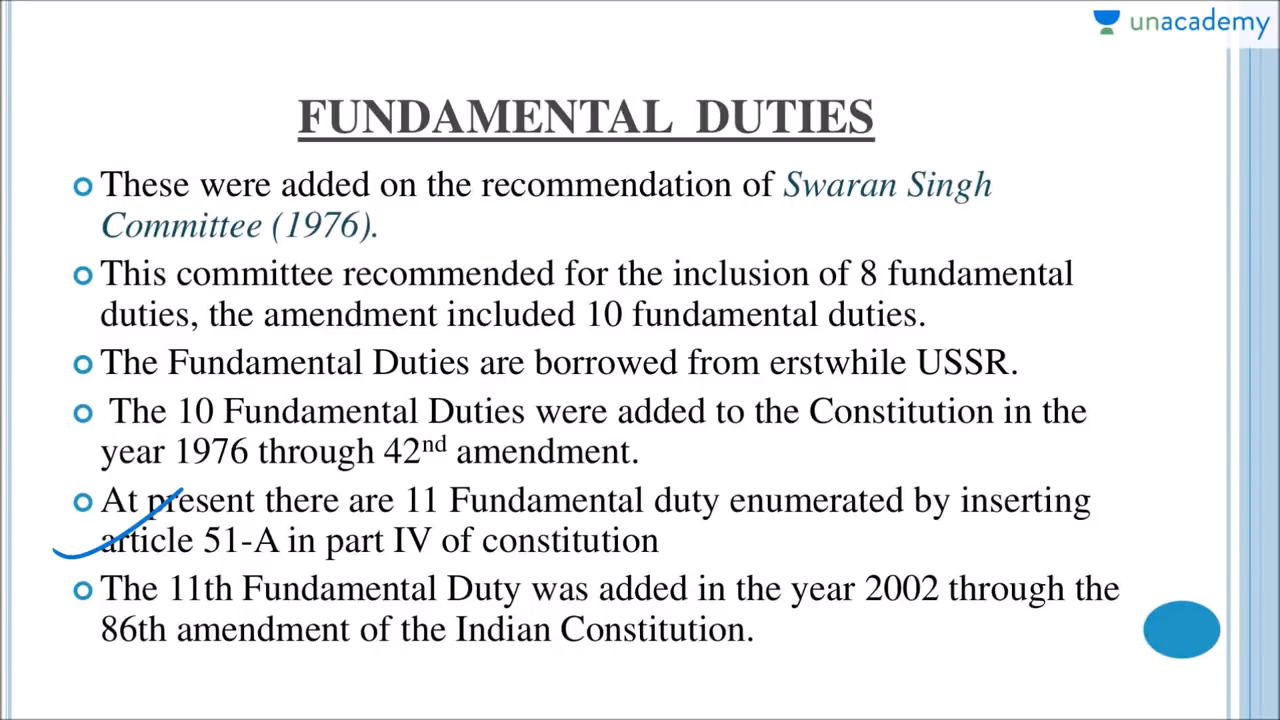 unacademy
FUNDAMENTAL DUTIES
These were added on the recommendation of Swaran Singh
Committee (1976).
This committee recommended for the inclusion of 8 fundamental
duties, the amendment included 10 fundamental duties.
The Fundamental Duties are borrowed from erstwhile USSR.
The 10 Fundamental Duties were added to the Constitution in the
year 1976 through 42nd amendment.
At present there are 11 Fundamental duty enumerated by inserting
article 51-A in part IV of constitution
The 11th Fundamental Duty was added in the year 2002 through the
86th amendment of the Indian Constitution.